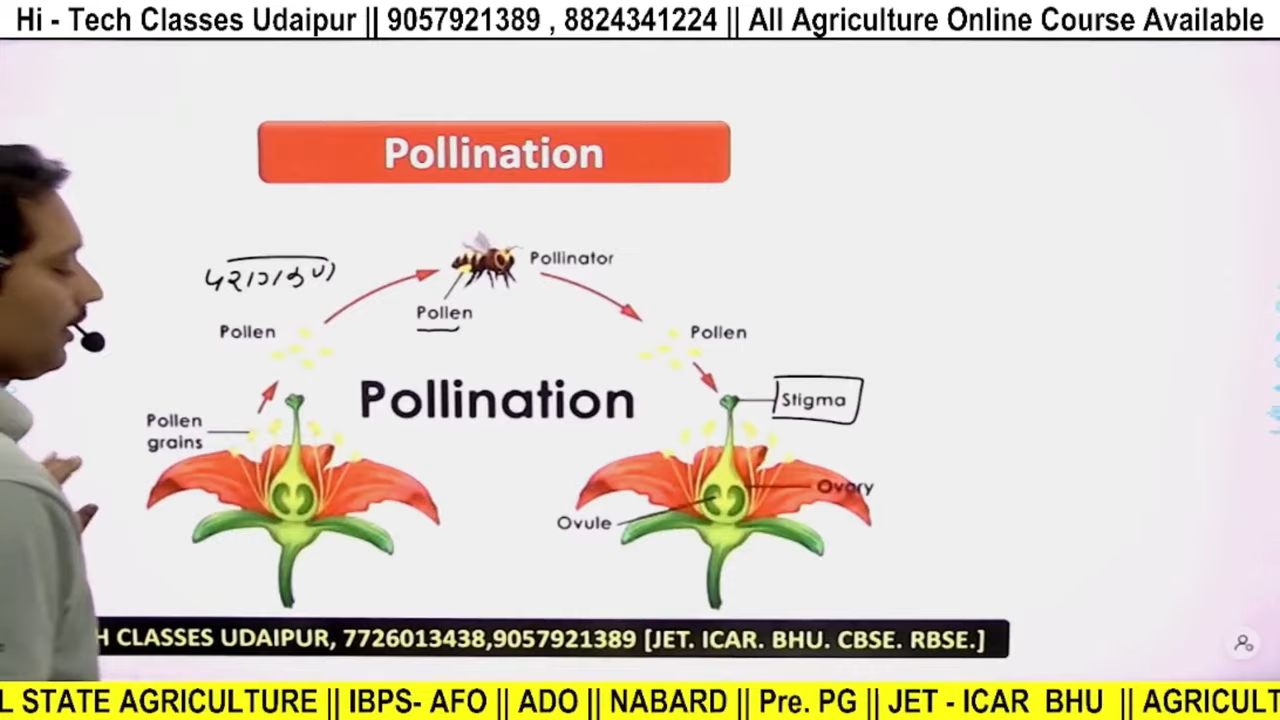 Hi - Tech Classes Udaipur || 9057921389 , 8824341224 || All Agriculture Online Course Available
Pollination
Pollinator
परागकण
Pollen
Pollen
Pollen
Pollination
Stigma
Pollen
grains
Ovary
Ovule
H CLASSES UDAIPUR, 7726013438,9057921389 [JET. ICAR. BHU. CBSE. RBSE.]
L STATE AGRICULTURE || IBPS- AFO || ADO || NABARD || Pre. PG || JET - ICAR BHU || AGRICULT